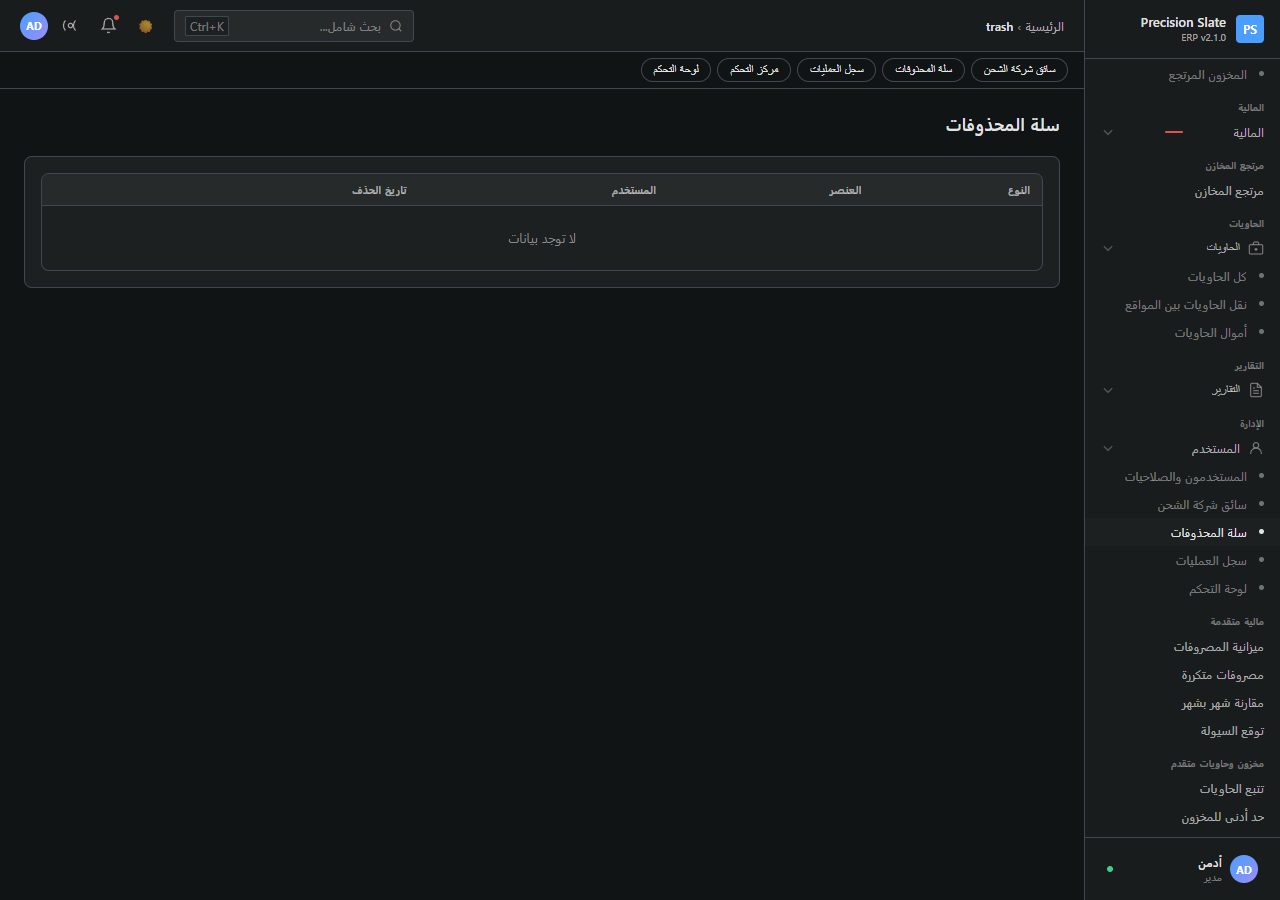 Precision Slate
ERP v2.1.0
PS
المخزون المرتجع
المالية
المالية
مرتجع المخازن
مرتجع المخازن
الحاويات
الحاويات
كل الحاويات
نقل الحاويات بين المواقع
أموال الحاويات
التقارير
التقارير
الإدارة
المستخدم
المستخدمون والصلاحيات
سائق شركة الشحن
سلة المحذوفات
سجل العمليات
لوحة التحكم
مالية متقدمة
ميزانية المصروفات
مصروفات متكررة
مقارنة شهر بشهر
توقع السيولة
مخزون وحاويات متقدم
تتبع الحاويات
حد أدنى للمخزون
أدمن
مدير
AD
الرئيسية › trash
بحث شامل...
Ctrl+K
AD
سائق شركة الشحن
سلة المحذوفات
سجل العمليات
مركز التحكم
لوحة التحكم
سلة المحذوفات
النوع العنصر المستخدم تاريخ الحذف
لا توجد بيانات